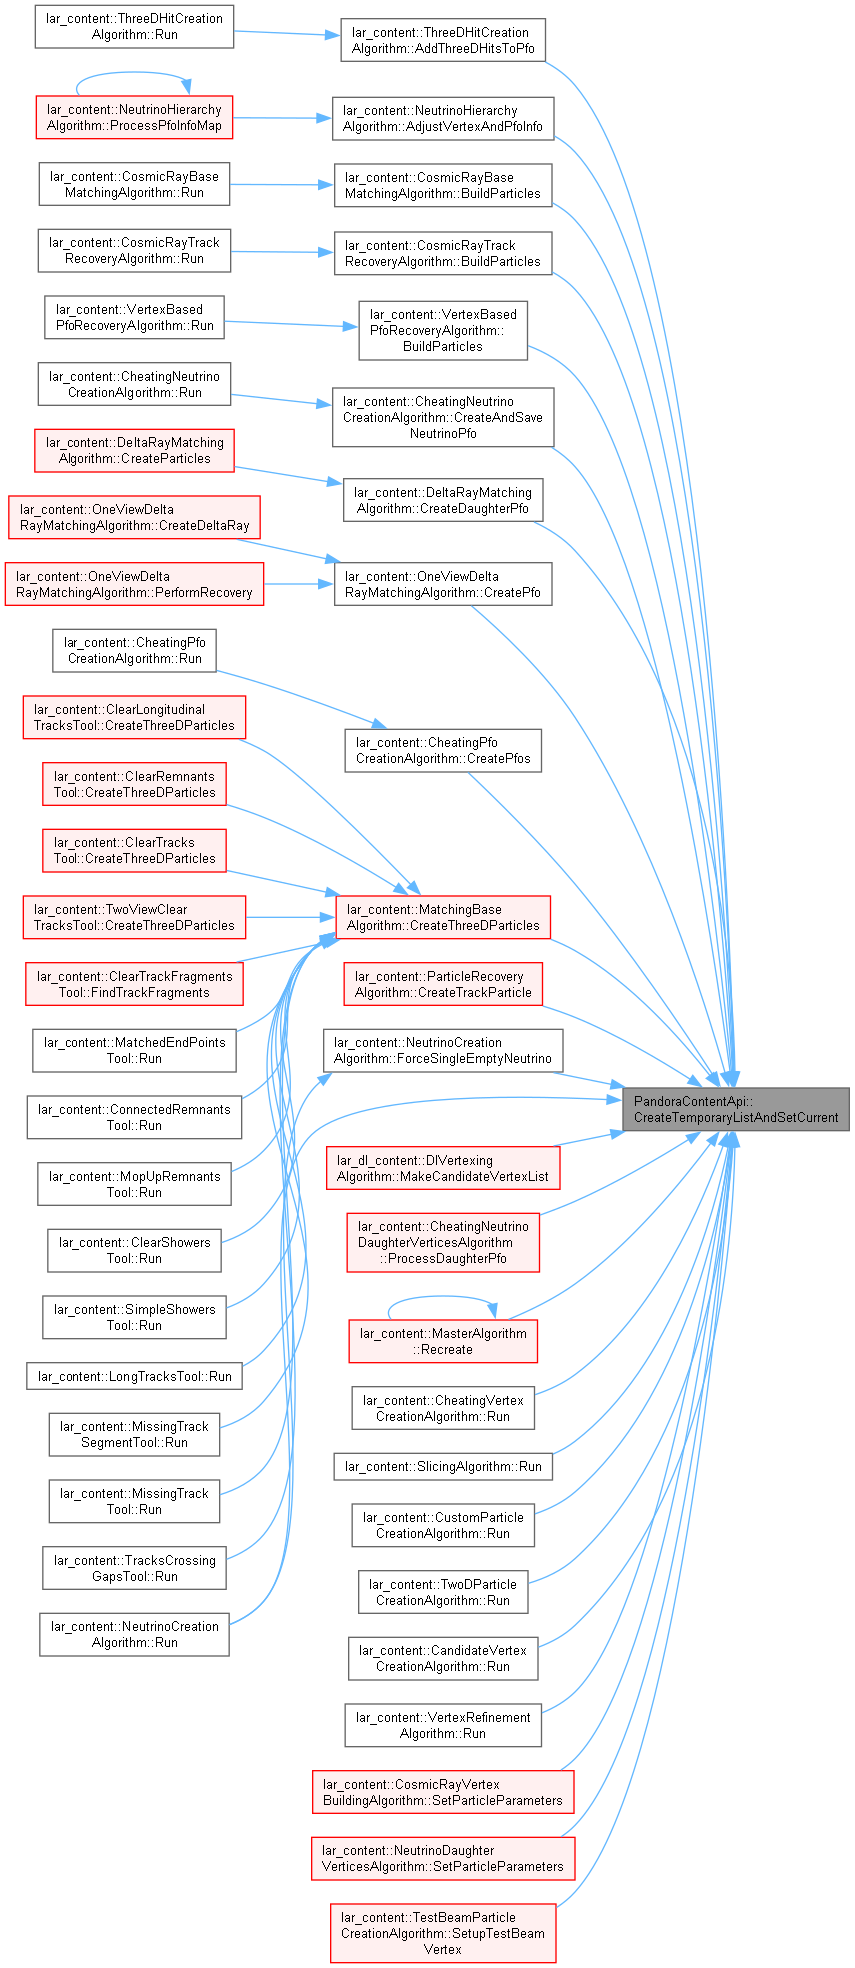 lar_content::ThreeDHitCreation
Algorithm::Run
lar_content::NeutrinoHierarchy
Algorithm::ProcessPfoInfoMap
lar_content::CosmicRayBase
MatchingAlgorithm::Run
lar_content::CosmicRayTrack
RecoveryAlgorithm::Run
lar_content::VertexBased
PfoRecoveryAlgorithm::Run
lar_content::CheatingNeutrino
CreationAlgorithm::Run
lar_content::DeltaRayMatching
Algorithm::CreateParticles
lar_content::OneViewDelta
RayMatchingAlgorithm::CreateDeltaRay
lar_content::OneViewDelta
RayMatchingAlgorithm::PerformRecovery
lar_content::CheatingPfo
CreationAlgorithm::Run
lar_content::ClearLongitudinal
TracksTool::CreateThreeDParticles
lar_content::ClearRemnants
Tool::CreateThreeDParticles
lar_content::ClearTracks
Tool::CreateThreeDParticles
lar_content::TwoViewClear
TracksTool::CreateThreeDParticles
lar_content::ClearTrackFragments
Tool::FindTrackFragments
lar_content::MatchedEndPoints
Tool::Run
lar_content::ConnectedRemnants
Tool::Run
lar_content::MopUpRemnants
Tool::Run
lar_content::ClearShowers
Tool::Run
lar_content::SimpleShowers
Tool::Run
lar_content::LongTracksTool::Run
lar_content::MissingTrack
SegmentTool::Run
lar_content::MissingTrack
Tool::Run
lar_content::TracksCrossing
GapsTool::Run
lar_content::NeutrinoCreation
Algorithm::Run
lar_content::ThreeDHitCreation
Algorithm::AddThreeDHitsToPfo
lar_content::NeutrinoHierarchy
Algorithm::AdjustVertexAndPfoInfo
lar_content::CosmicRayBase
MatchingAlgorithm::BuildParticles
lar_content::CosmicRayTrack
RecoveryAlgorithm::BuildParticles
lar_content::VertexBased
PfoRecoveryAlgorithm::
BuildParticles
lar_content::CheatingNeutrino
CreationAlgorithm::CreateAndSave
NeutrinoPfo
lar_content::DeltaRayMatching
Algorithm::CreateDaughterPfo
lar_content::OneViewDelta
RayMatchingAlgorithm::CreatePfo
lar_content::CheatingPfo
CreationAlgorithm::CreatePfos
lar_content::MatchingBase
Algorithm::CreateThreeDParticles
lar_content::ParticleRecovery
Algorithm::CreateTrackParticle
lar_content::NeutrinoCreation
Algorithm::ForceSingleEmptyNeutrino
lar_dl_content::DlVertexing
Algorithm::MakeCandidateVertexList
lar_content::CheatingNeutrino
DaughterVerticesAlgorithm
::ProcessDaughterPfo
lar_content::MasterAlgorithm
::Recreate
lar_content::CheatingVertex
CreationAlgorithm::Run
lar_content::SlicingAlgorithm::Run
lar_content::CustomParticle
CreationAlgorithm::Run
lar_content::TwoDParticle
CreationAlgorithm::Run
lar_content::CandidateVertex
CreationAlgorithm::Run
lar_content::VertexRefinement
Algorithm::Run
lar_content::CosmicRayVertex
BuildingAlgorithm::SetParticleParameters
lar_content::NeutrinoDaughter
VerticesAlgorithm::SetParticleParameters
lar_content::TestBeamParticle
CreationAlgorithm::SetupTestBeam
Vertex
PandoraContentApi::
CreateTemporaryListAndSetCurrent